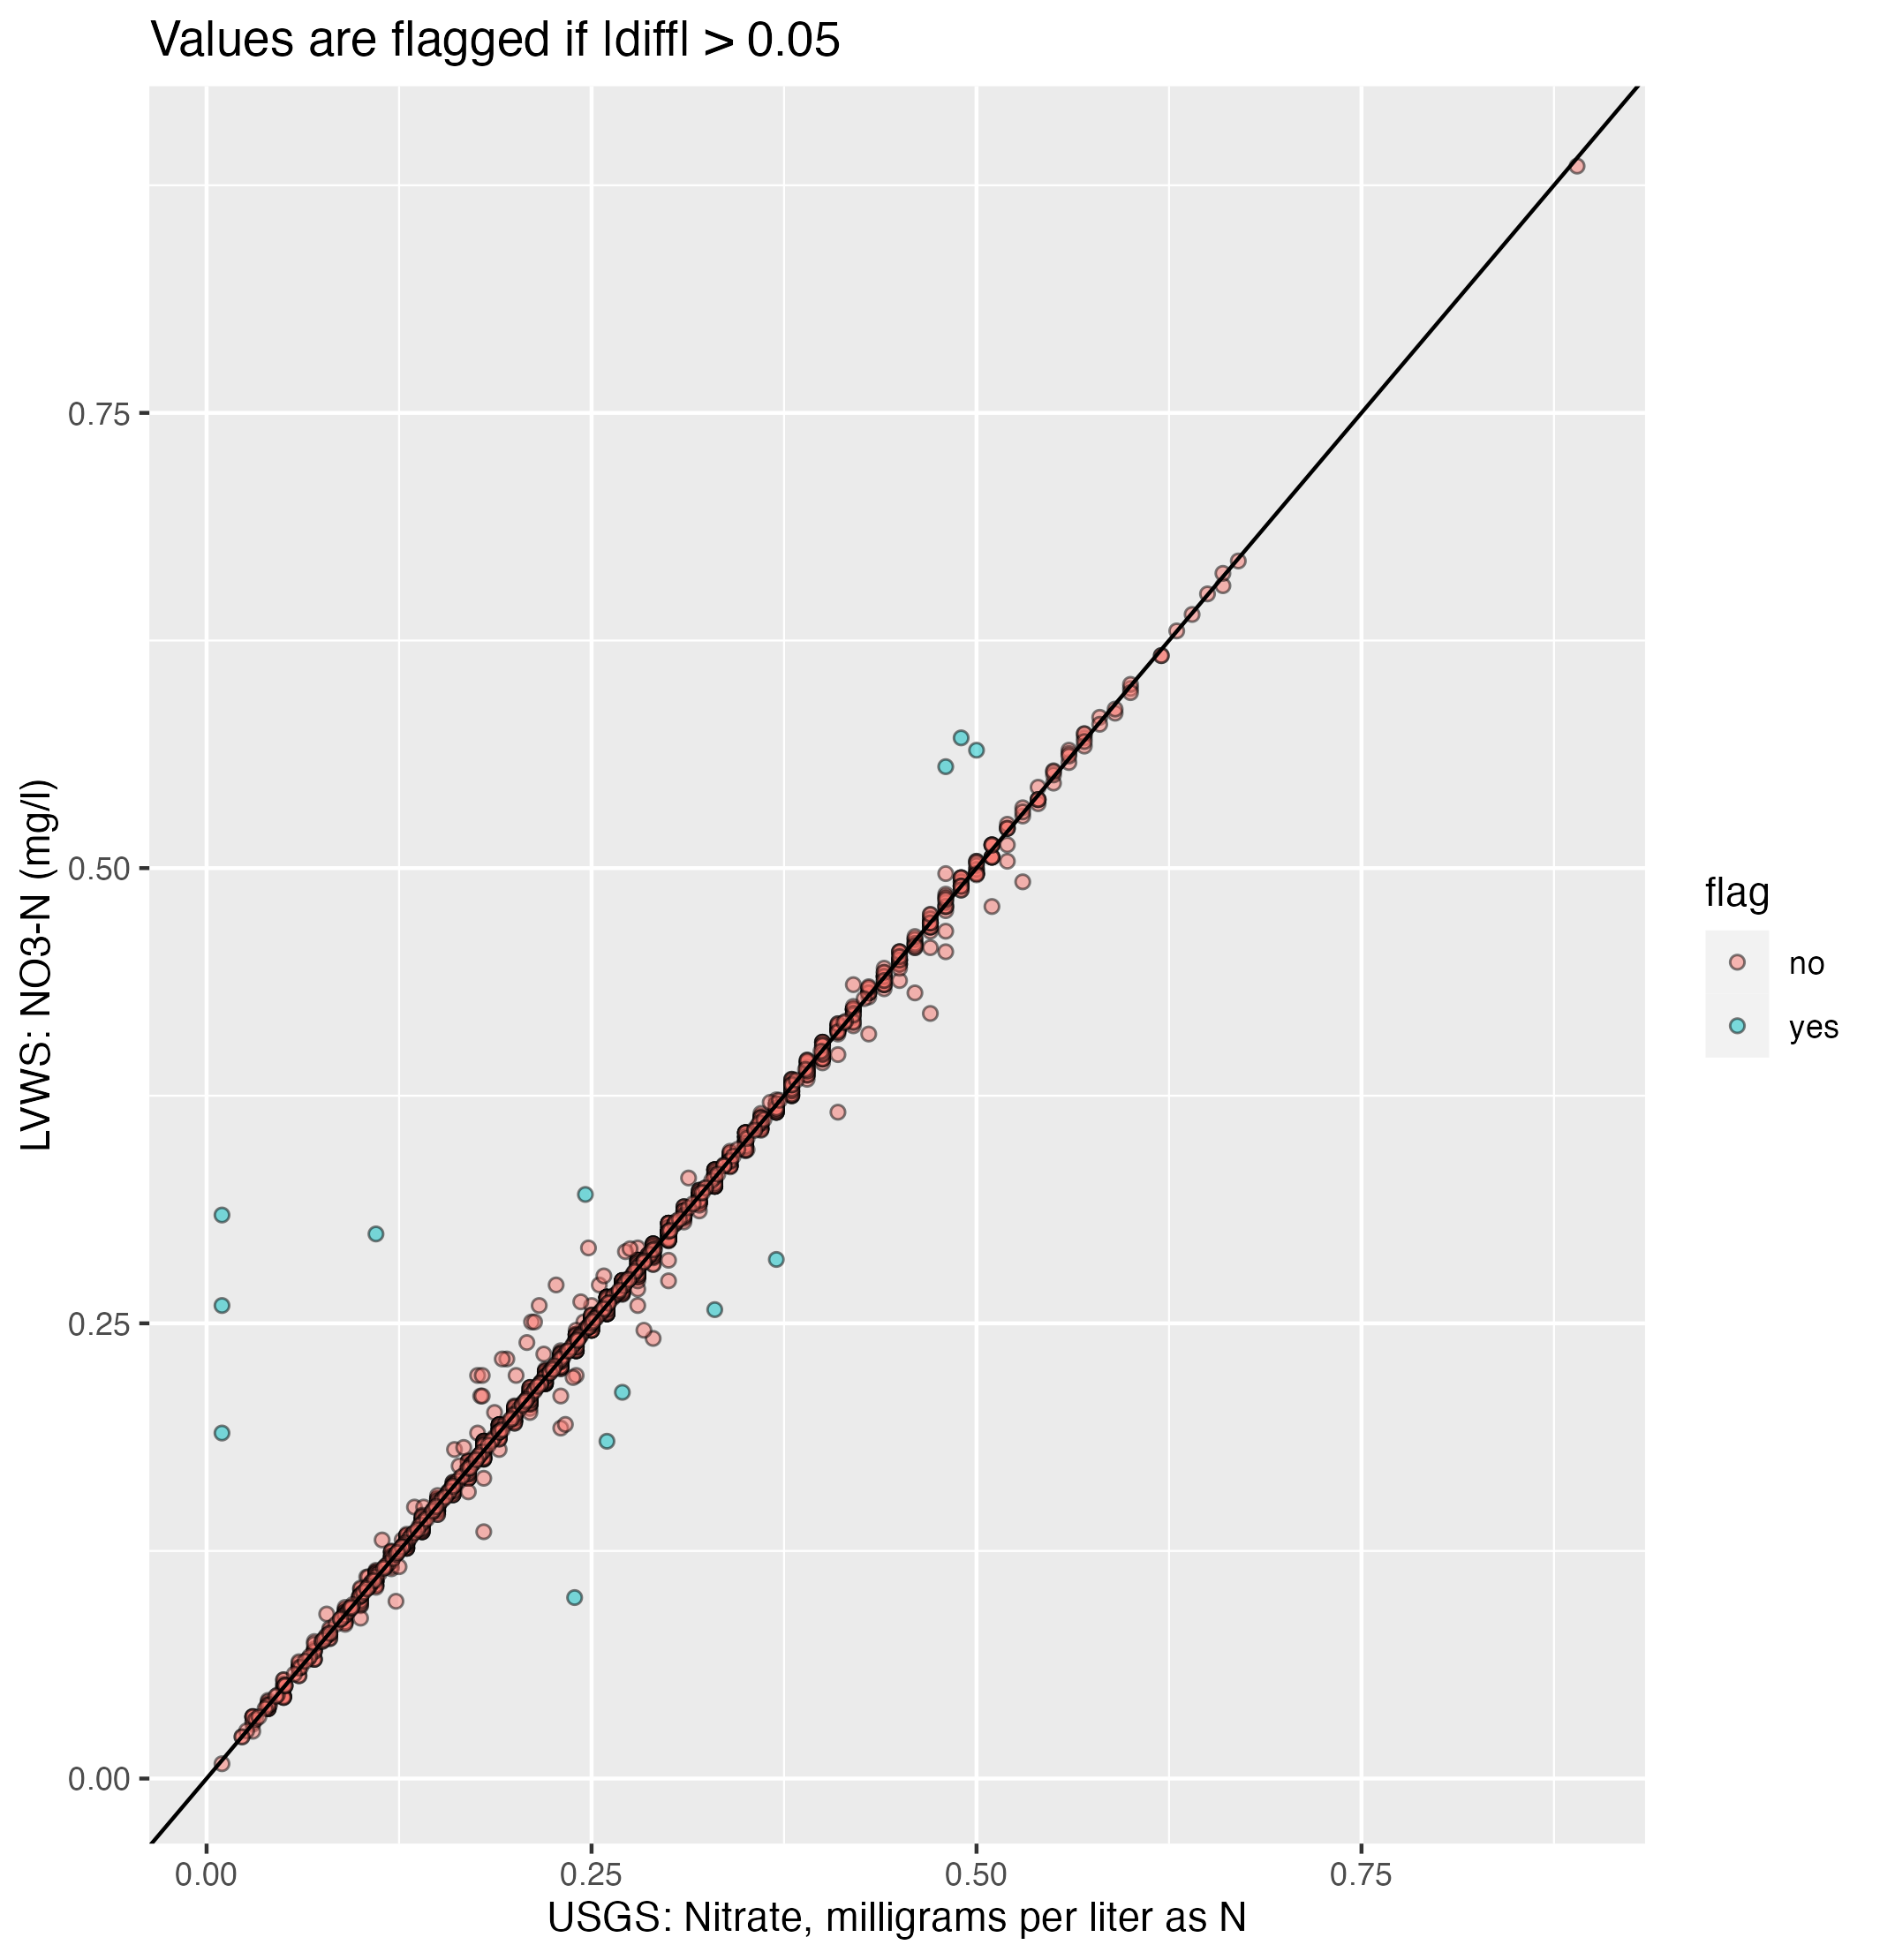 Values are flagged if |diff| > 0.05
LVWS: NO3-N (mg/l)
0.75
0.50
0.25
0.00
0.00 0.25 0.50 0.75
USGS: Nitrate, milligrams per liter as N
flag
no
yes